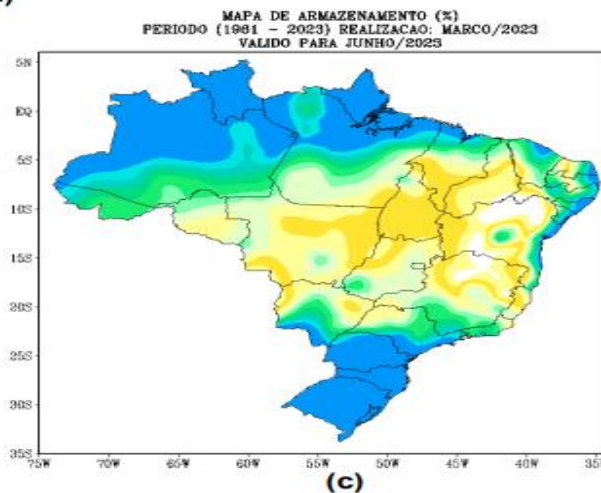 )
MAPA DE ARMAZENAMENTO (%)
PERIODO (1961 - 2023) REALIZACAO: MARCO/2023
VALIDO PARA JUNHO/2023
5N
EQ
5S
10S
15S
20S
25S
30S
35S
75W 70W 65W 60W 55W 50W 45W 40W 35W
(c)